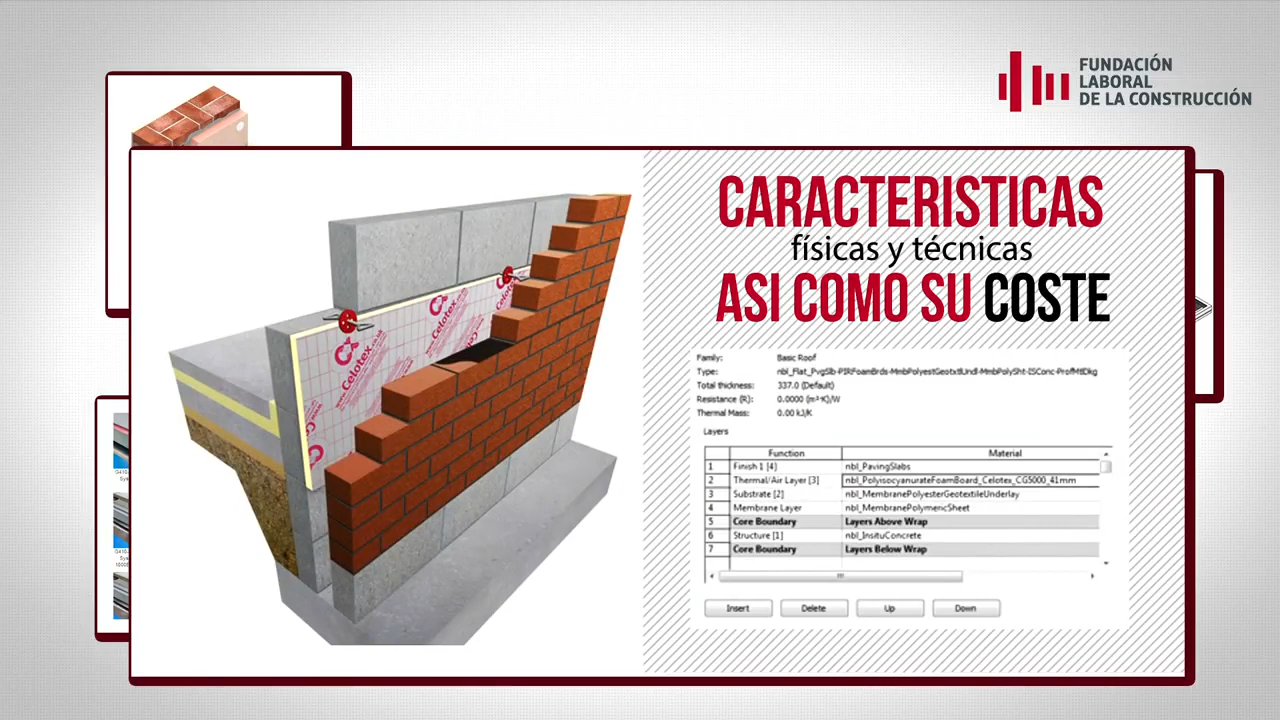 FUNDACIÓN
LABORAL
DE LA CONSTRUCCIÓN
CARACTERISTICAS
físicas y técnicas
ASI COMO SU COSTE
Celotex
Celotex
Celotex
Family: Basic Roof
Type: nbl_Flat_PvgSlb-PIRFoamBrds-MmbPolyestGeotxtlUndl-MmbPolySht-ISConc-ProfMtlDkg
Total thickness: 337.0 (Default)
Resistance (R): 0.0000 (m²·K)/W
Thermal Mass: 0.00 kJ/K
Layers
Function Material
1 Finish 1 [4] nbl_PavingSlabs
2 Thermal/Air Layer [3] nbl_PolyisocyanurateFoamBoard_Celotex_CG5000_41mm
3 Substrate [2] nbl_MembranePolyesterGeotextileUnderlay
4 Membrane Layer nbl_MembranePolymericSheet
5 Core Boundary Layers Above Wrap
6 Structure [1] nbl_InsituConcrete
7 Core Boundary Layers Below Wrap
Insert Delete Up Down